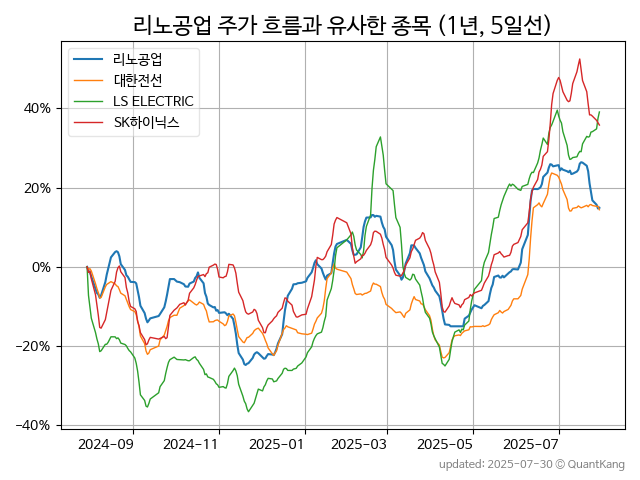 리노공업 주가 흐름과 유사한 종목 (1년, 5일선)
리노공업
대한전선
LS ELECTRIC
SK하이닉스
40%
20%
0%
−20%
−40%
2024-09
2024-11
2025-01
2025-03
2025-05
2025-07
updated: 2025-07-30 © QuantKang